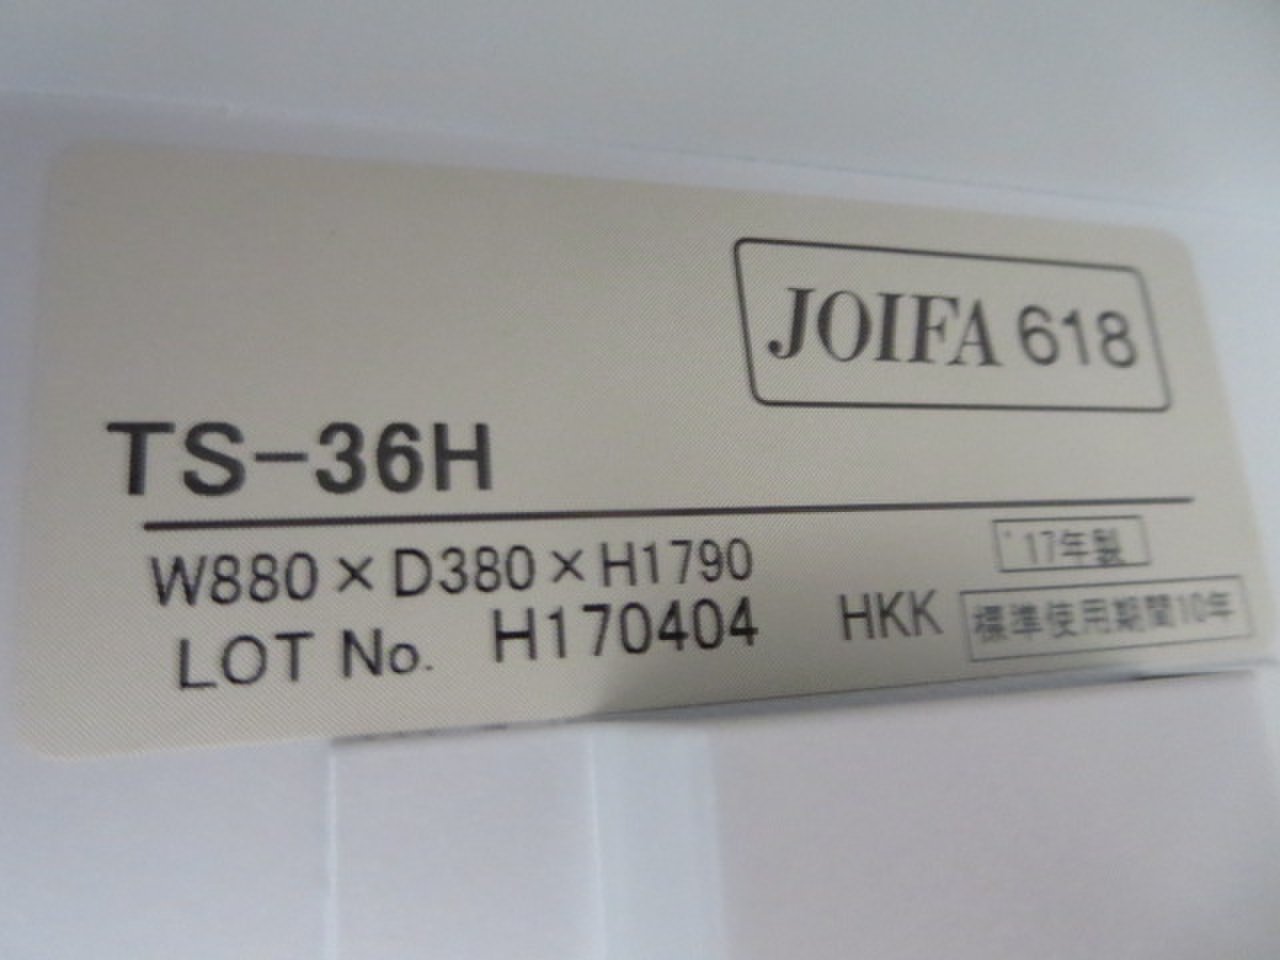 JOIFA 618
TS-36H
W880×D380×H1790
'17年製
LOT No. H170404
HKK
標準使用期間10年